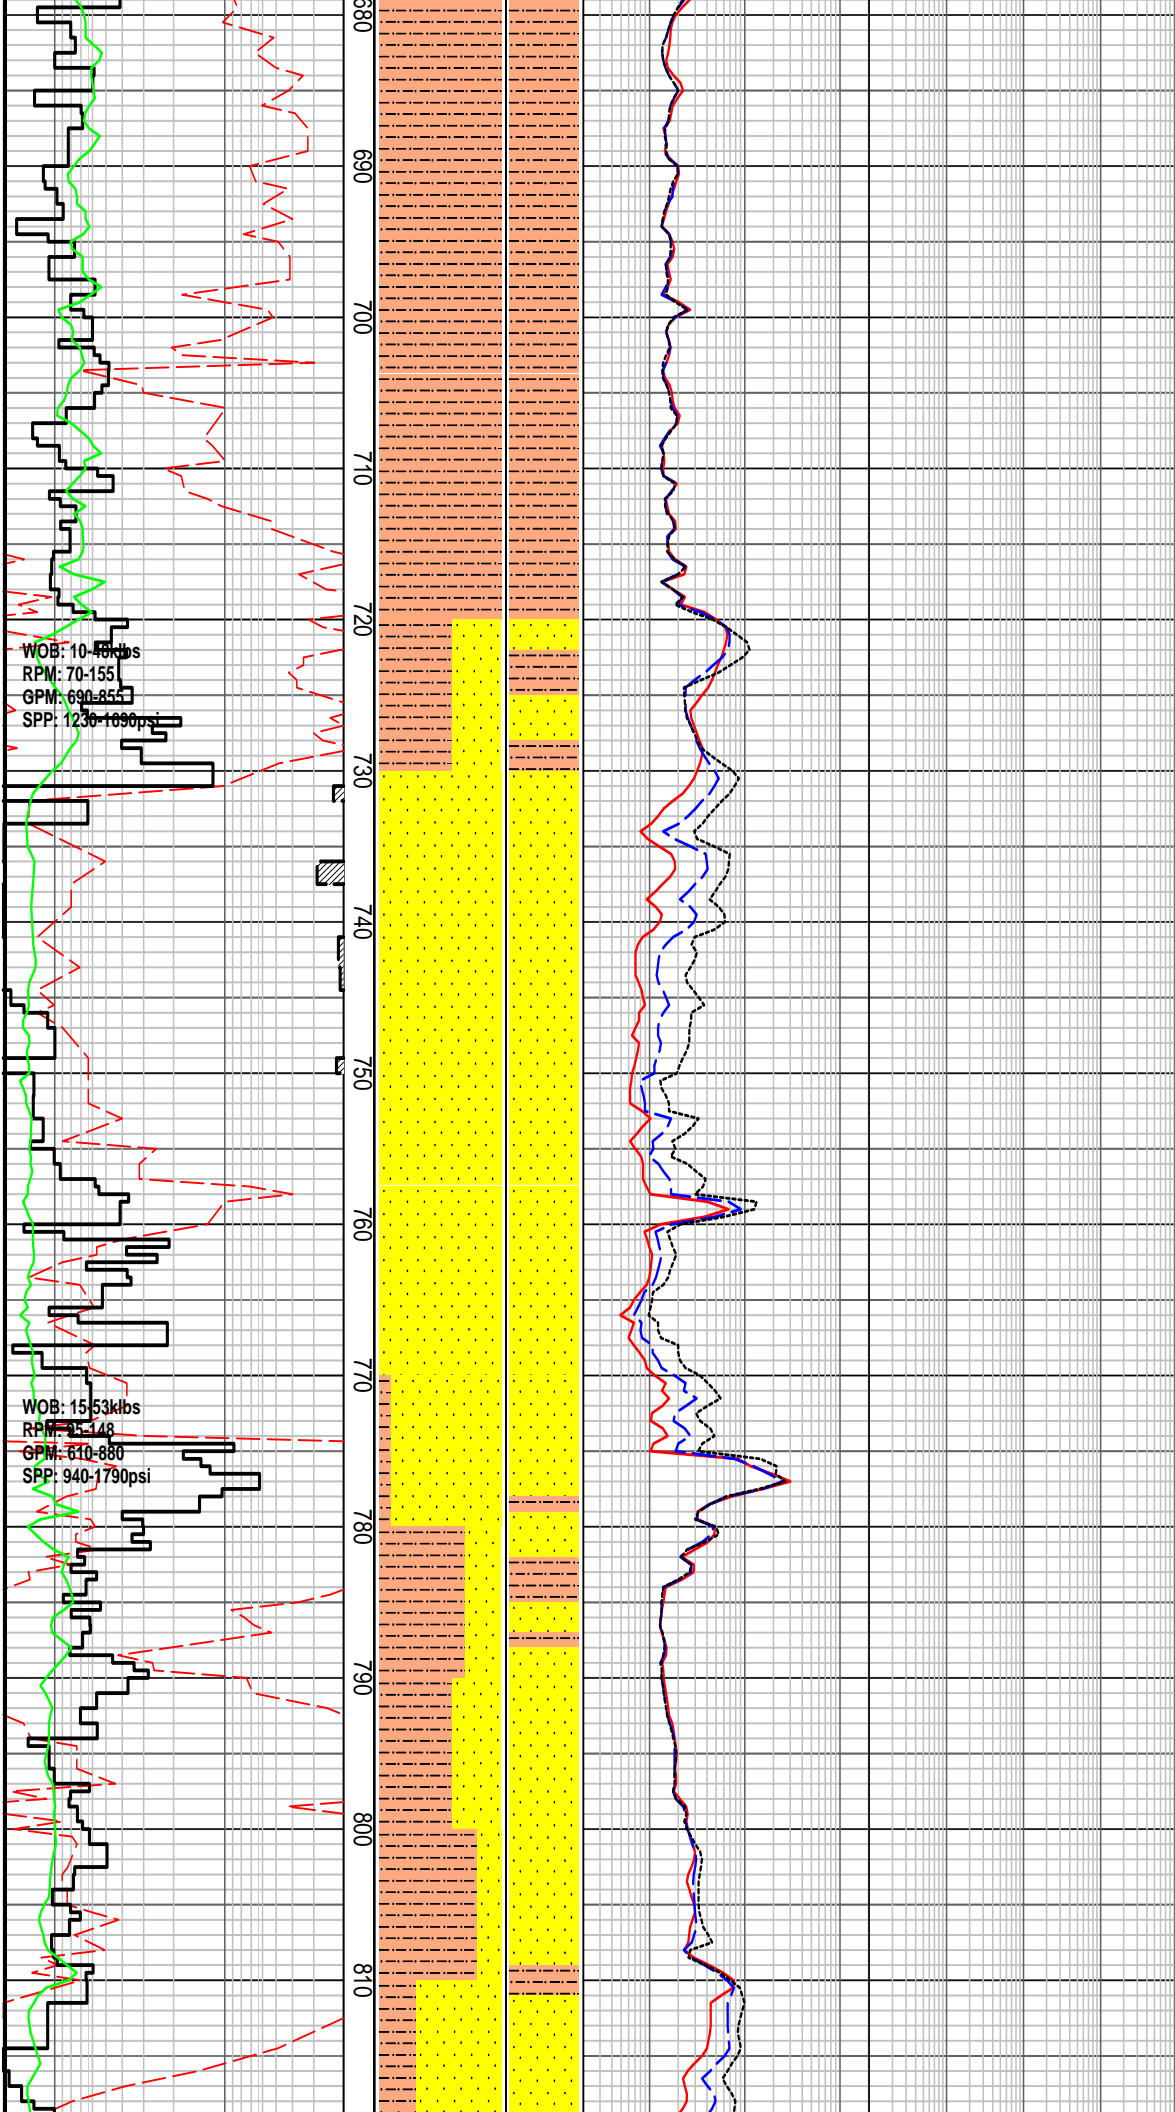 680
690
700
710
720
WOB: 10-48klbs
RPM: 70-155
GPM: 690-855
SPP: 1230-1690psi
730
740
750
760
770
WOB: 15-53klbs
RPM: 95-148
GPM: 610-880
SPP: 940-1790psi
780
790
800
810